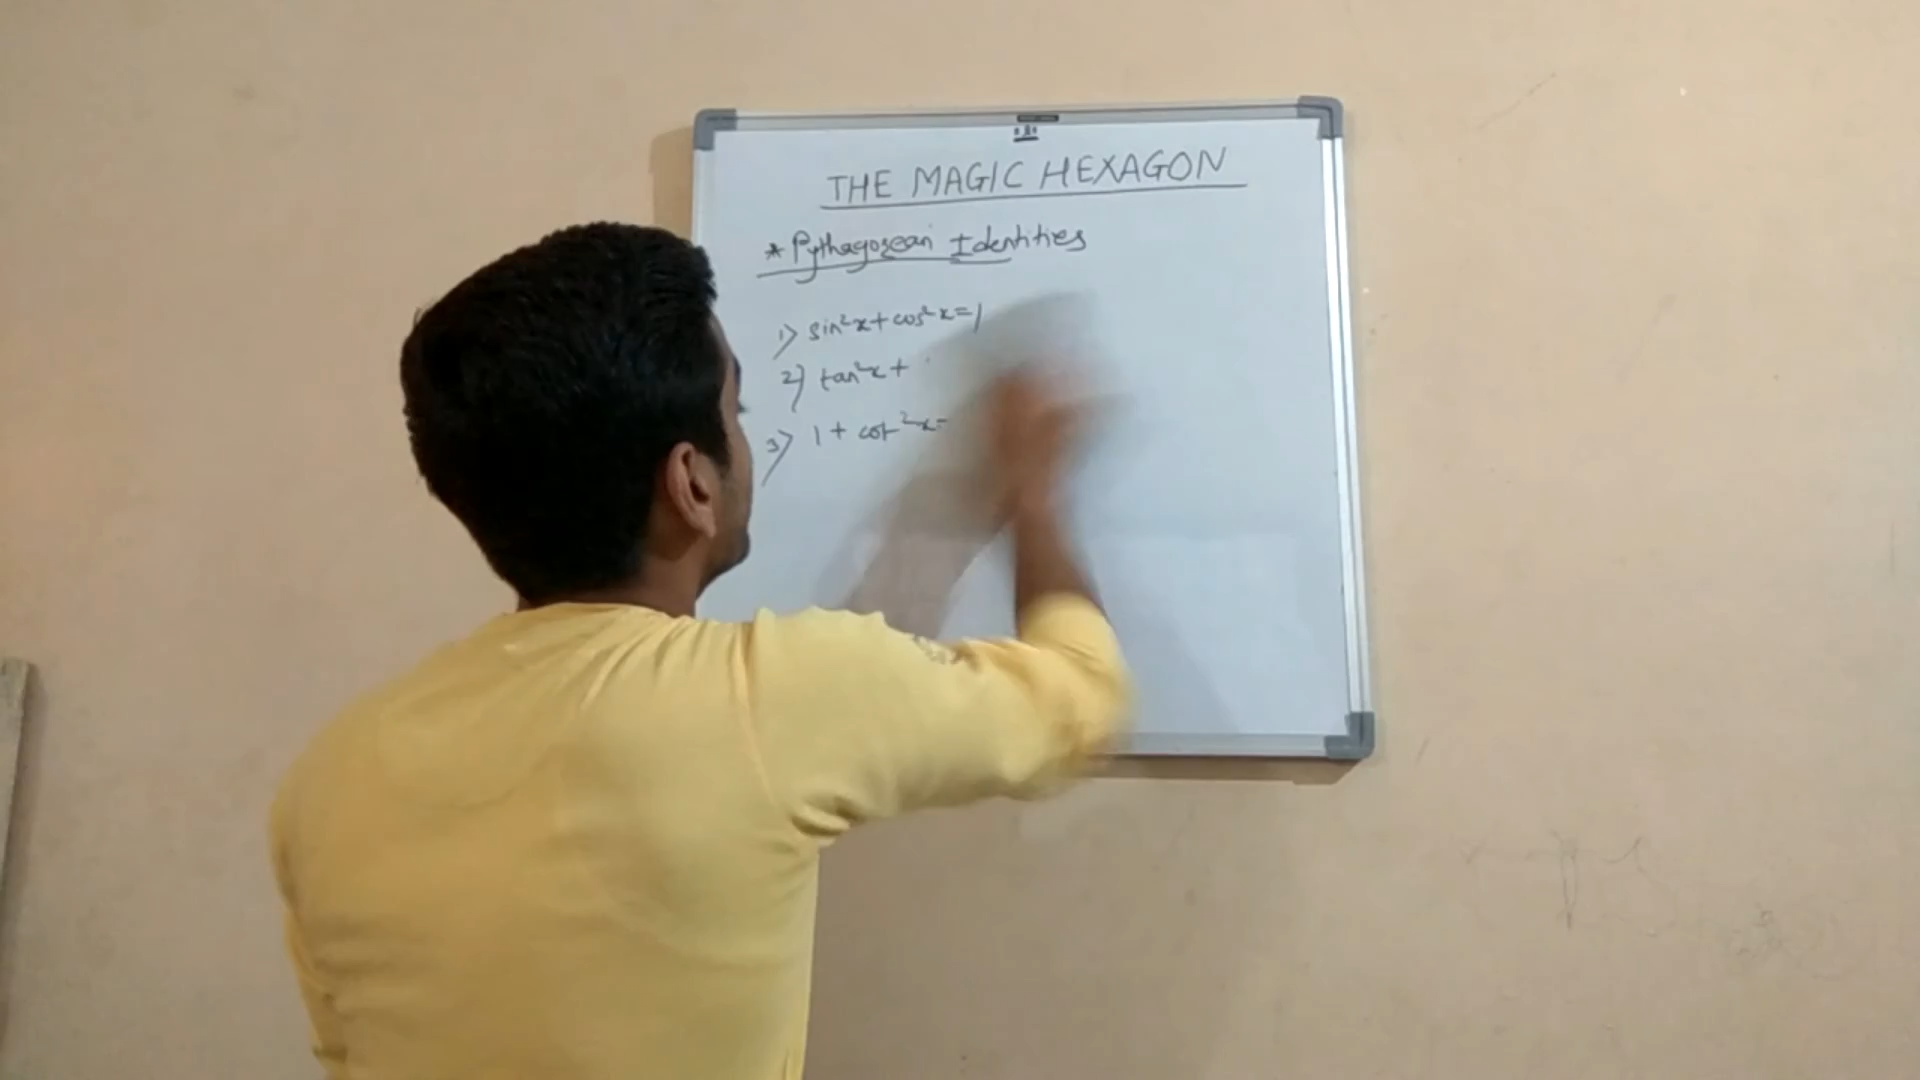 THE MAGIC HEXAGON
* Pythagorean Identities
1) sin²x + cos²x = 1
2) tan²x +
3) 1 + cot²x =